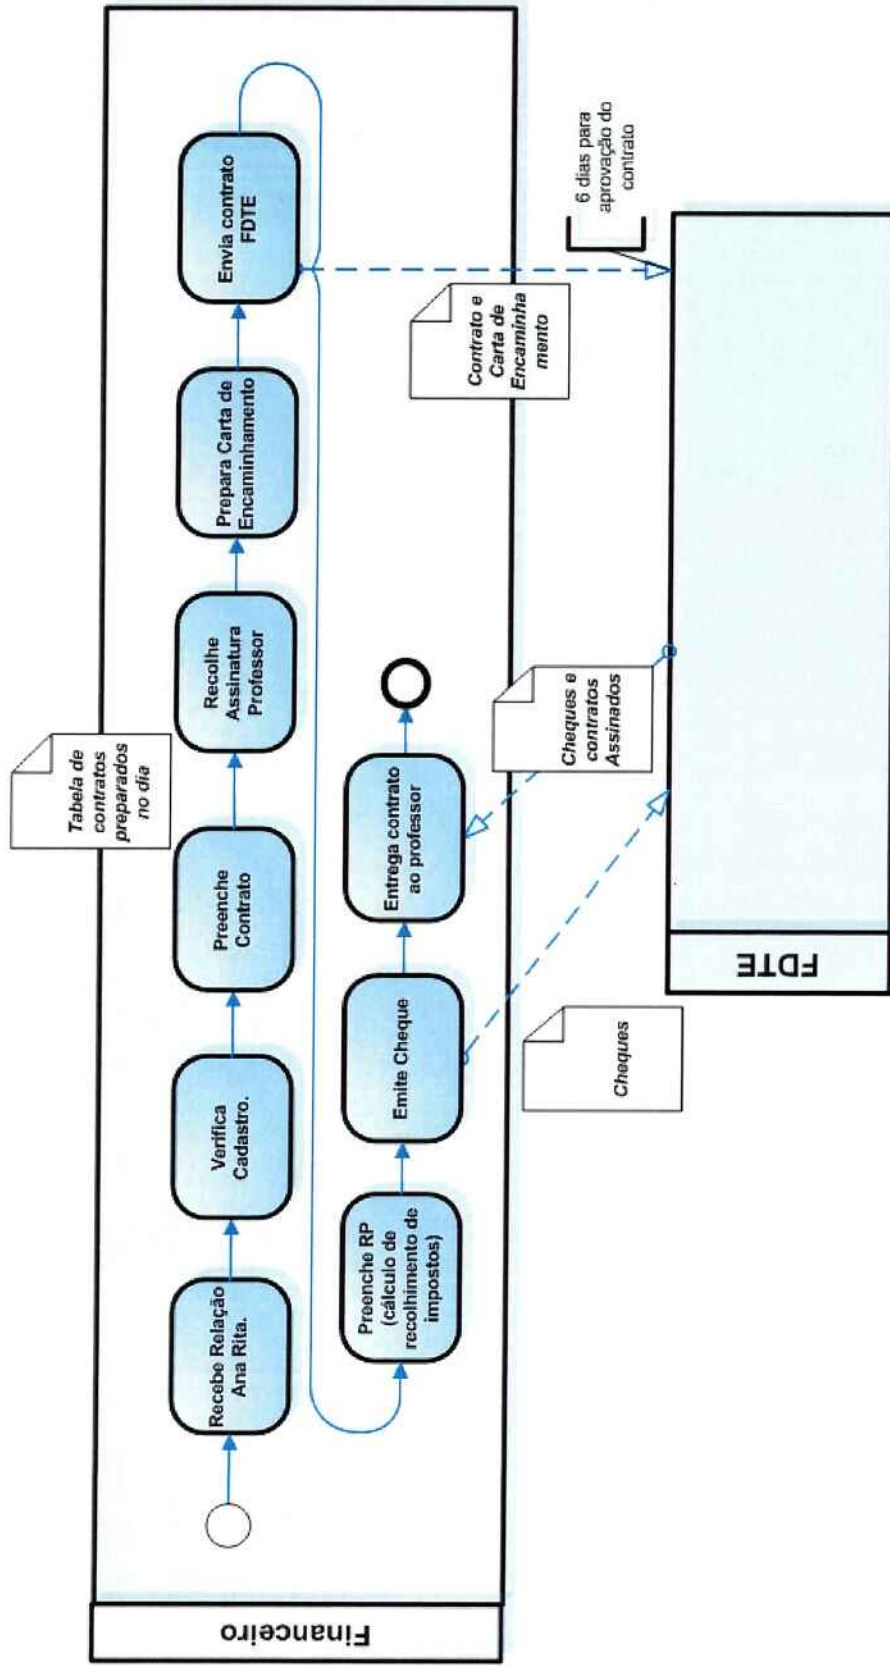 Financeiro
Recebe Relação
Ana Rita.
Verifica
Cadastro.
Preenche
Contrato
Tabela de
contratos
preparados
no dia
Recolhe
Assinatura
Professor
Prepara Carta de
Encaminhamento
Envia contrato
FDTE
Preenche RP
(cálculo de
recolhimento de
impostos)
Emite Cheque
Entrega contrato
ao professor
Contrato e
Carta de
Encaminha
mento
6 dias para
aprovação do
contrato
Cheques e
contratos
Assinados
Cheques
FDTE